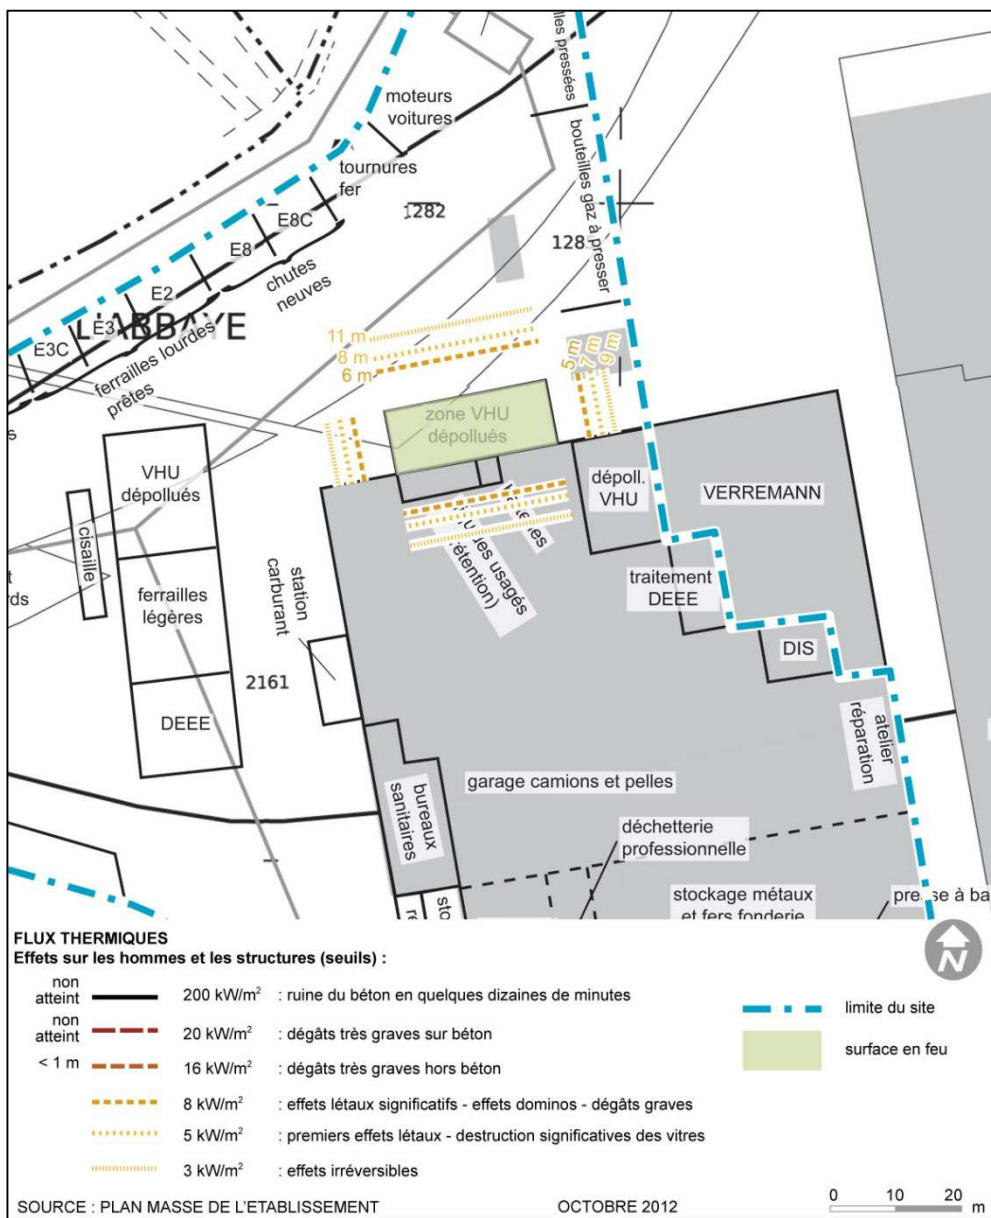 moteurs
voitures
tournures
fer
1282
E8C
E8
E2
E3
E3C
chutes
neuves
L'ABBAYE
ferrailles lourdes
prêtes
bouteilles gaz à presser
11 m
8 m
6 m
5 m
7 m
9 m
zone VHU
dépollués
VHU
dépollués
cisaille
ferrailles
légères
DEEE
station
carburant
2161
usagés
rétention)
dépoll.
VHU
VERREMANN
traitement
DEEE
DIS
atelier
réparation
garage camions et pelles
bureaux
sanitaires
déchetterie
professionnelle
stockage métaux
et fers fonderie
presse à ba
FLUX THERMIQUES
Effets sur les hommes et les structures (seuils) :
non atteint 200 kW/m² : ruine du béton en quelques dizaines de minutes
non atteint 20 kW/m² : dégâts très graves sur béton
< 1 m 16 kW/m² : dégâts très graves hors béton
8 kW/m² : effets létaux significatifs - effets dominos - dégâts graves
5 kW/m² : premiers effets létaux - destruction significatives des vitres
3 kW/m² : effets irréversibles
limite du site
surface en feu
N
SOURCE : PLAN MASSE DE L'ETABLISSEMENT
OCTOBRE 2012
0 10 20 m